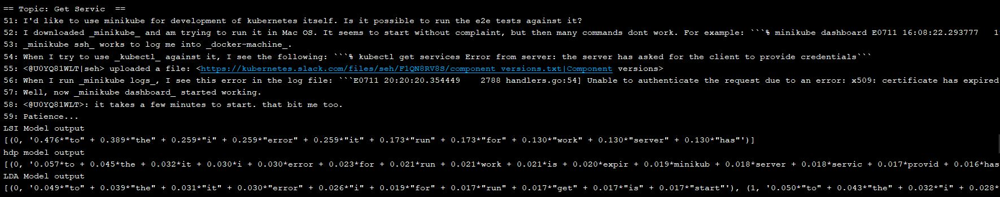 == Topic: Get Servic  ==
51: I'd like to use minikube for development of kubernetes itself. Is it possible to run the e2e tests against it?
52: I downloaded _minikube_ and am trying to run it in Mac OS. It seems to start without complaint, but then many commands dont work. For example: ```% minikube dashboard E0711 16:08:22.293777   1
53: _minikube ssh_ works to log me into _docker-machine_.
54: When I try to use _kubectl_ against it, I see the following: ```% kubectl get services Error from server: the server has asked for the client to provide credentials```
55: <@U0YQ81WLT|seh> uploaded a file: <https://kubernetes.slack.com/files/seh/F1QN8RV8S/component_versions.txt|Component versions>
56: When I run _minikube logs_, I see this error in the log file: ```E0711 20:20:20.354449    2788 handlers.go:54] Unable to authenticate the request due to an error: x509: certificate has expired
57: Well, now _minikube dashboard_ started working.
58: <@U0YQ81WLT>: it takes a few minutes to start. that bit me too.
59: Patience...
LSI Model output
[(0, '0.476*"to" + 0.389*"the" + 0.259*"i" + 0.259*"error" + 0.259*"it" + 0.173*"run" + 0.173*"for" + 0.130*"work" + 0.130*"server" + 0.130*"has"')]
hdp model output
[(0, '0.057*to + 0.045*the + 0.032*it + 0.030*i + 0.030*error + 0.023*for + 0.021*run + 0.021*work + 0.021*is + 0.020*expir + 0.019*minikub + 0.018*server + 0.018*servic + 0.017*provid + 0.016*has
LDA Model output
[(0, '0.049*"to" + 0.039*"the" + 0.031*"it" + 0.030*"error" + 0.026*"i" + 0.019*"for" + 0.017*"run" + 0.017*"get" + 0.017*"is" + 0.017*"start"'), (1, '0.050*"to" + 0.043*"the" + 0.032*"i" + 0.028*